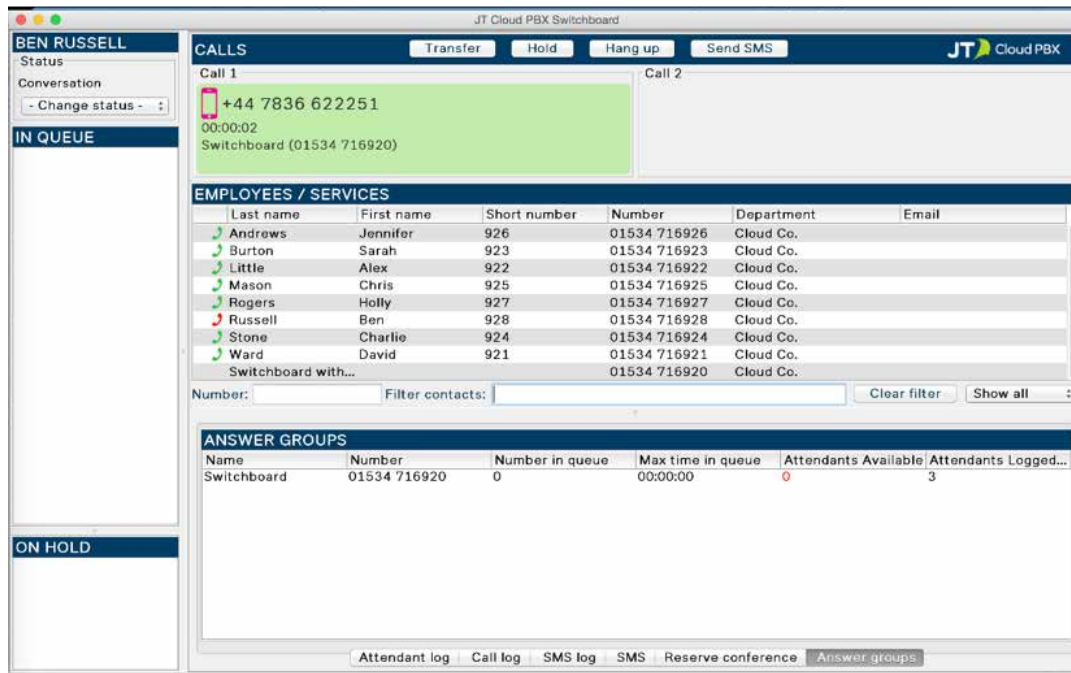 JT Cloud PBX Switchboard
BEN RUSSELL
Status
Conversation
- Change status -
IN QUEUE
ON HOLD
CALLS Transfer Hold Hang up Send SMS JT Cloud PBX
Call 1 Call 2
+44 7836 622251
00:00:02
Switchboard (01534 716920)
EMPLOYEES / SERVICES
Last name First name Short number Number Department Email
Andrews Jennifer 926 01534 716926 Cloud Co.
Burton Sarah 923 01534 716923 Cloud Co.
Little Alex 922 01534 716922 Cloud Co.
Mason Chris 925 01534 716925 Cloud Co.
Rogers Holly 927 01534 716927 Cloud Co.
Russell Ben 928 01534 716928 Cloud Co.
Stone Charlie 924 01534 716924 Cloud Co.
Ward David 921 01534 716921 Cloud Co.
Switchboard with... 01534 716920 Cloud Co.
Number: Filter contacts: Clear filter Show all
ANSWER GROUPS
Name Number Number in queue Max time in queue Attendants Available Attendants Logged...
Switchboard 01534 716920 0 00:00:00 0 3
Attendant log Call log SMS log SMS Reserve conference Answer groups